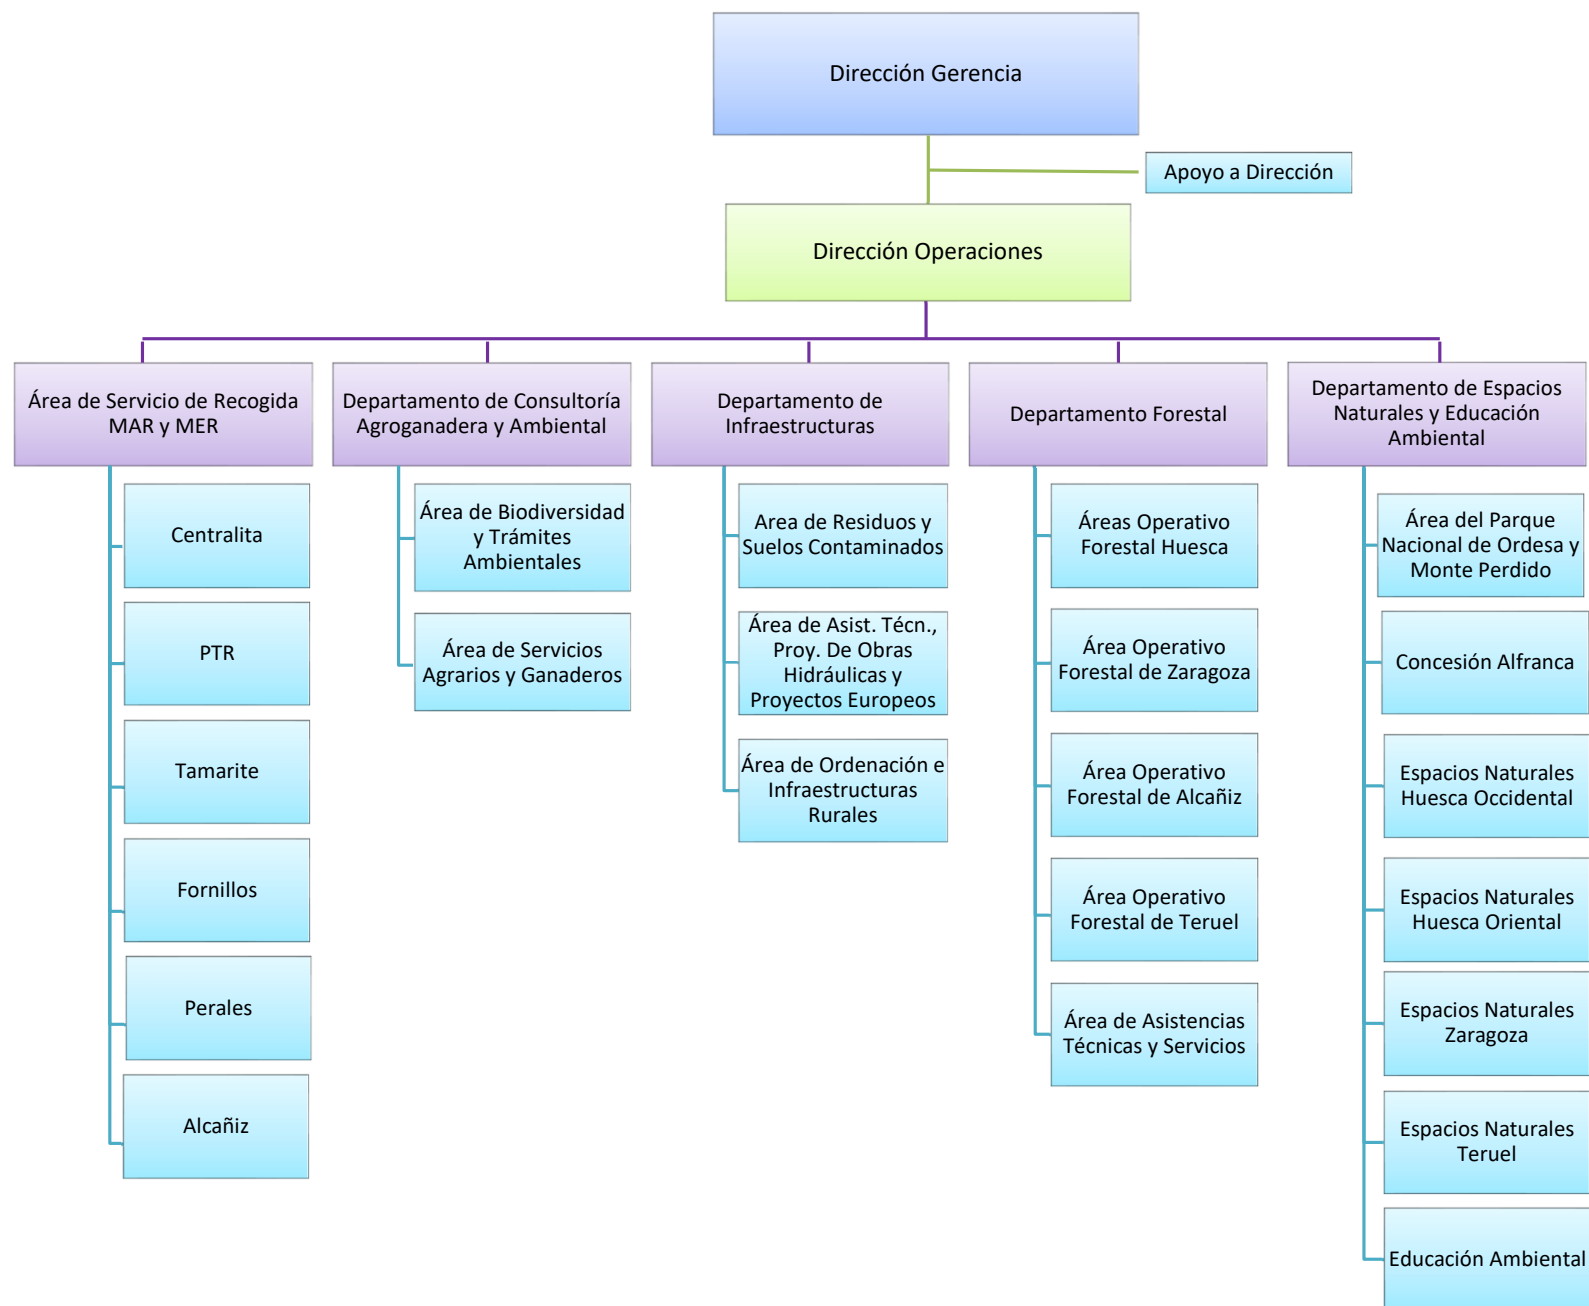 Dirección Gerencia
Apoyo a Dirección
Dirección Operaciones
Área de Servicio de Recogida
MAR y MER
Centralita
PTR
Tamarite
Fornillos
Perales
Alcañiz
Departamento de Consultoría
Agroganadera y Ambiental
Área de Biodiversidad
y Trámites
Ambientales
Área de Servicios
Agrarios y Ganaderos
Departamento de
Infraestructuras
Area de Residuos y
Suelos Contaminados
Área de Asist. Técn.,
Proy. De Obras
Hidráulicas y
Proyectos Europeos
Área de Ordenación e
Infraestructuras
Rurales
Departamento Forestal
Áreas Operativo
Forestal Huesca
Área Operativo
Forestal de Zaragoza
Área Operativo
Forestal de Alcañiz
Área Operativo
Forestal de Teruel
Área de Asistencias
Técnicas y Servicios
Departamento de Espacios
Naturales y Educación
Ambiental
Área del Parque
Nacional de Ordesa y
Monte Perdido
Concesión Alfranca
Espacios Naturales
Huesca Occidental
Espacios Naturales
Huesca Oriental
Espacios Naturales
Zaragoza
Espacios Naturales
Teruel
Educación Ambiental